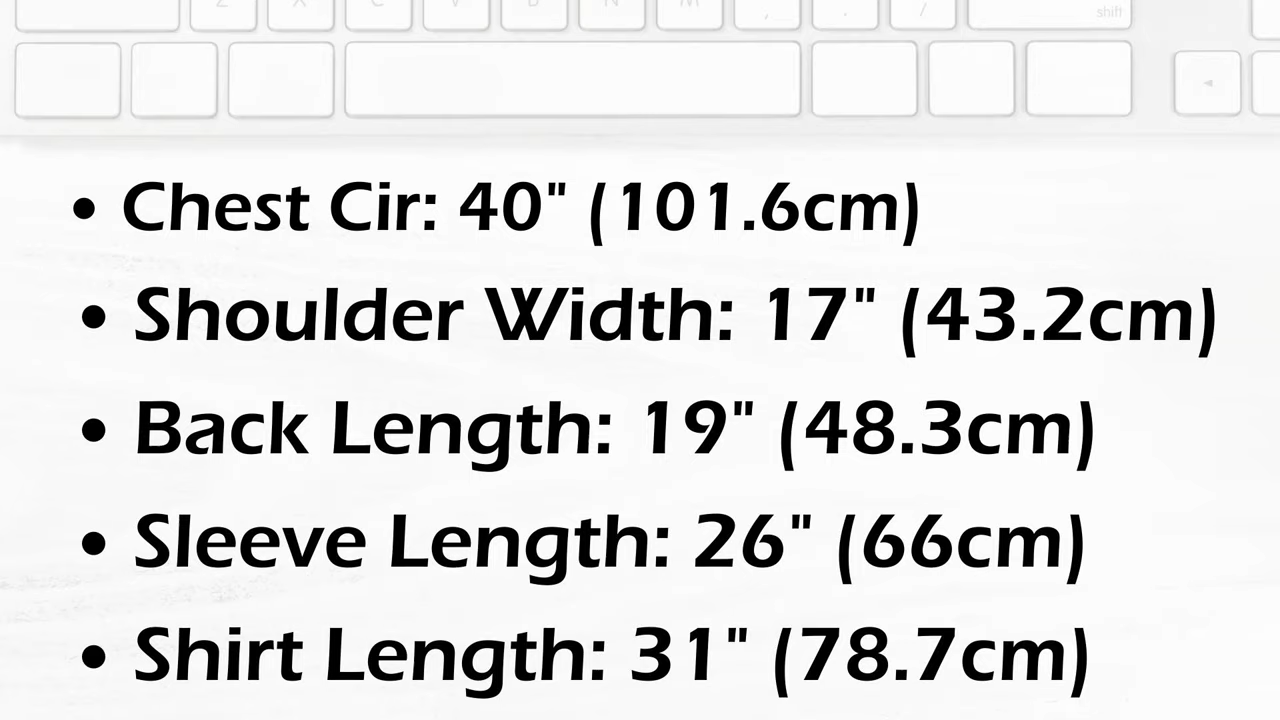 Z X C V B N M , . / shift
◄
• Chest Cir: 40" (101.6cm)
• Shoulder Width: 17" (43.2cm)
• Back Length: 19" (48.3cm)
• Sleeve Length: 26" (66cm)
• Shirt Length: 31" (78.7cm)